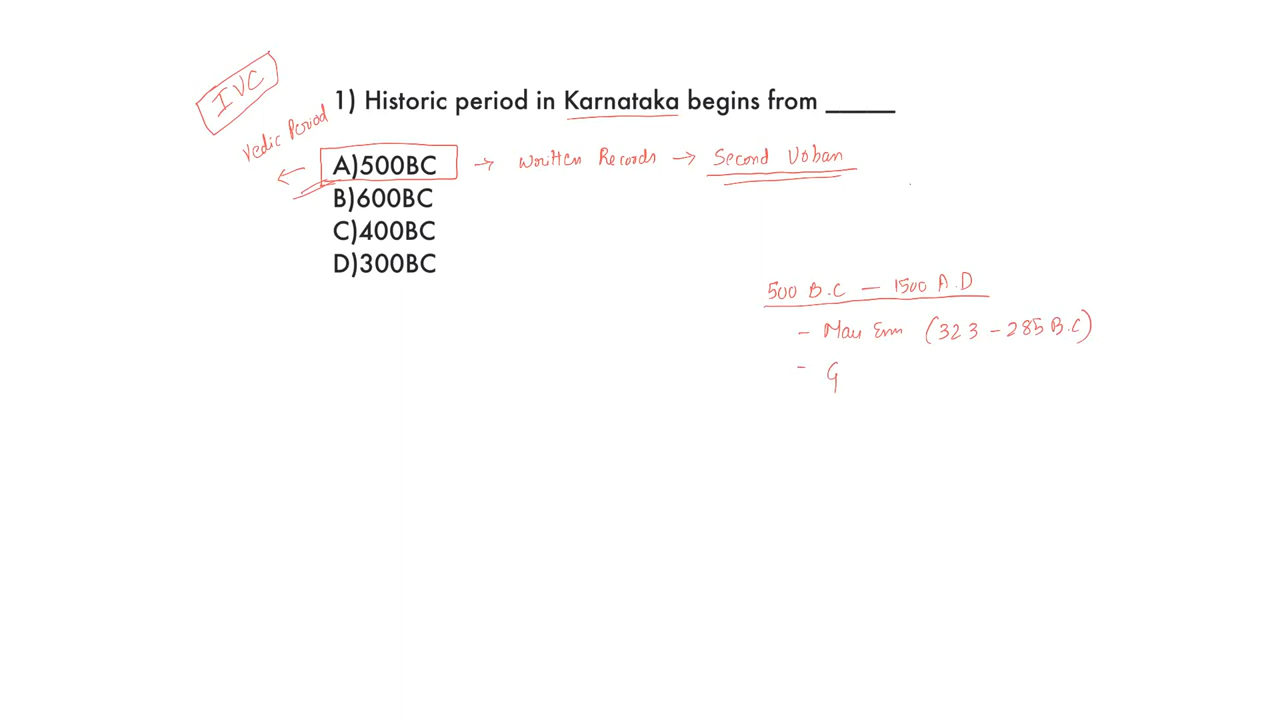 IVC
1) Historic period in Karnataka begins from _____
Vedic Period
A)500BC → Written Records → Second Urban
B)600BC
C)400BC
D)300BC
500 B.C — 1500 A.D
- Mau Em (323 - 285 B.C)
- G